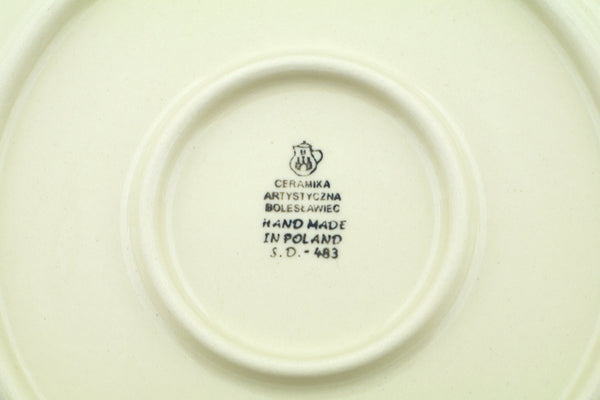 CERAMIKA
ARTYSTYCZNA
BOLESŁAWIEC
HAND MADE
IN POLAND
S.D. - 483